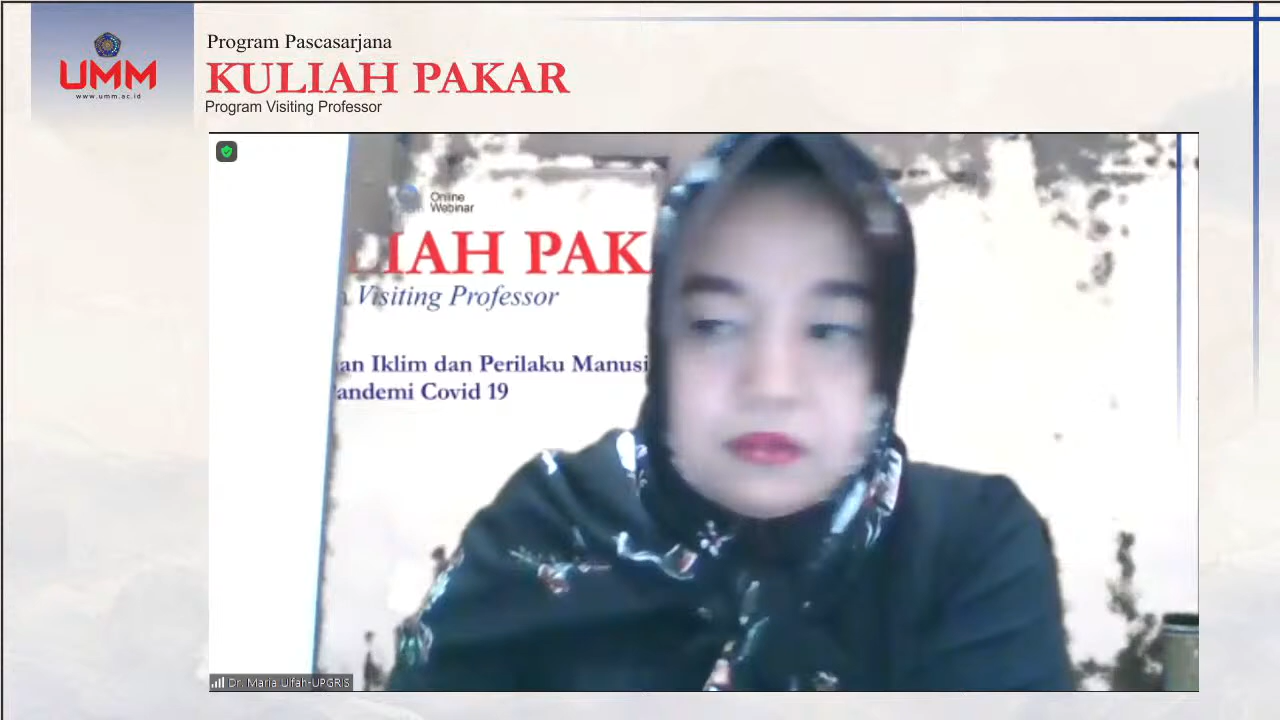 UMM
www.umm.ac.id
Program Pascasarjana
KULIAH PAKAR
Program Visiting Professor
Online
Webinar
LIAH PAK
Visiting Professor
an Iklim dan Perilaku Manusi
andemi Covid 19
Dr. Maria Ulfah-UPGRIS